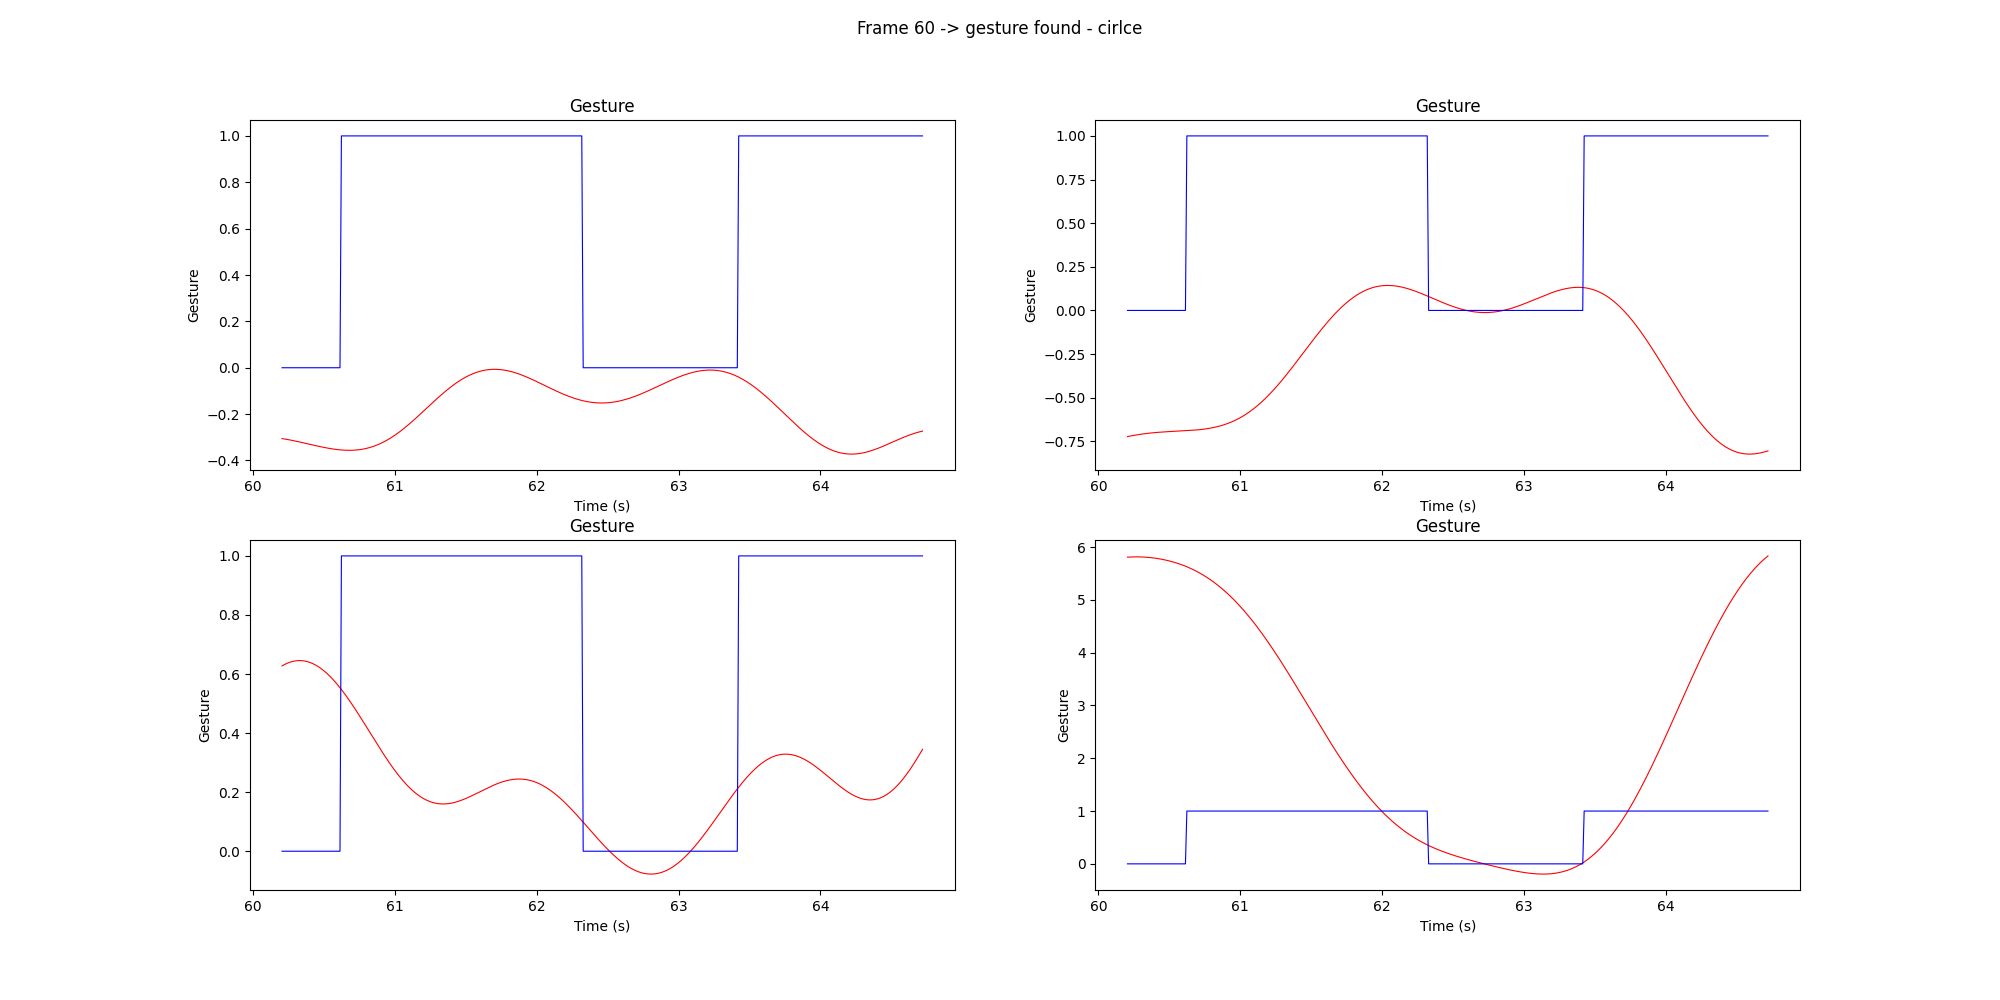 Frame 60 -> gesture found - cirlce
Gesture
1.0
0.8
0.6
0.4
0.2
0.0
−0.2
−0.4
Gesture
60 61 62 63 64
Time (s)
Gesture
1.00
0.75
0.50
0.25
0.00
−0.25
−0.50
−0.75
Gesture
60 61 62 63 64
Time (s)
Gesture
1.0
0.8
0.6
0.4
0.2
0.0
Gesture
60 61 62 63 64
Time (s)
Gesture
6
5
4
3
2
1
0
Gesture
60 61 62 63 64
Time (s)